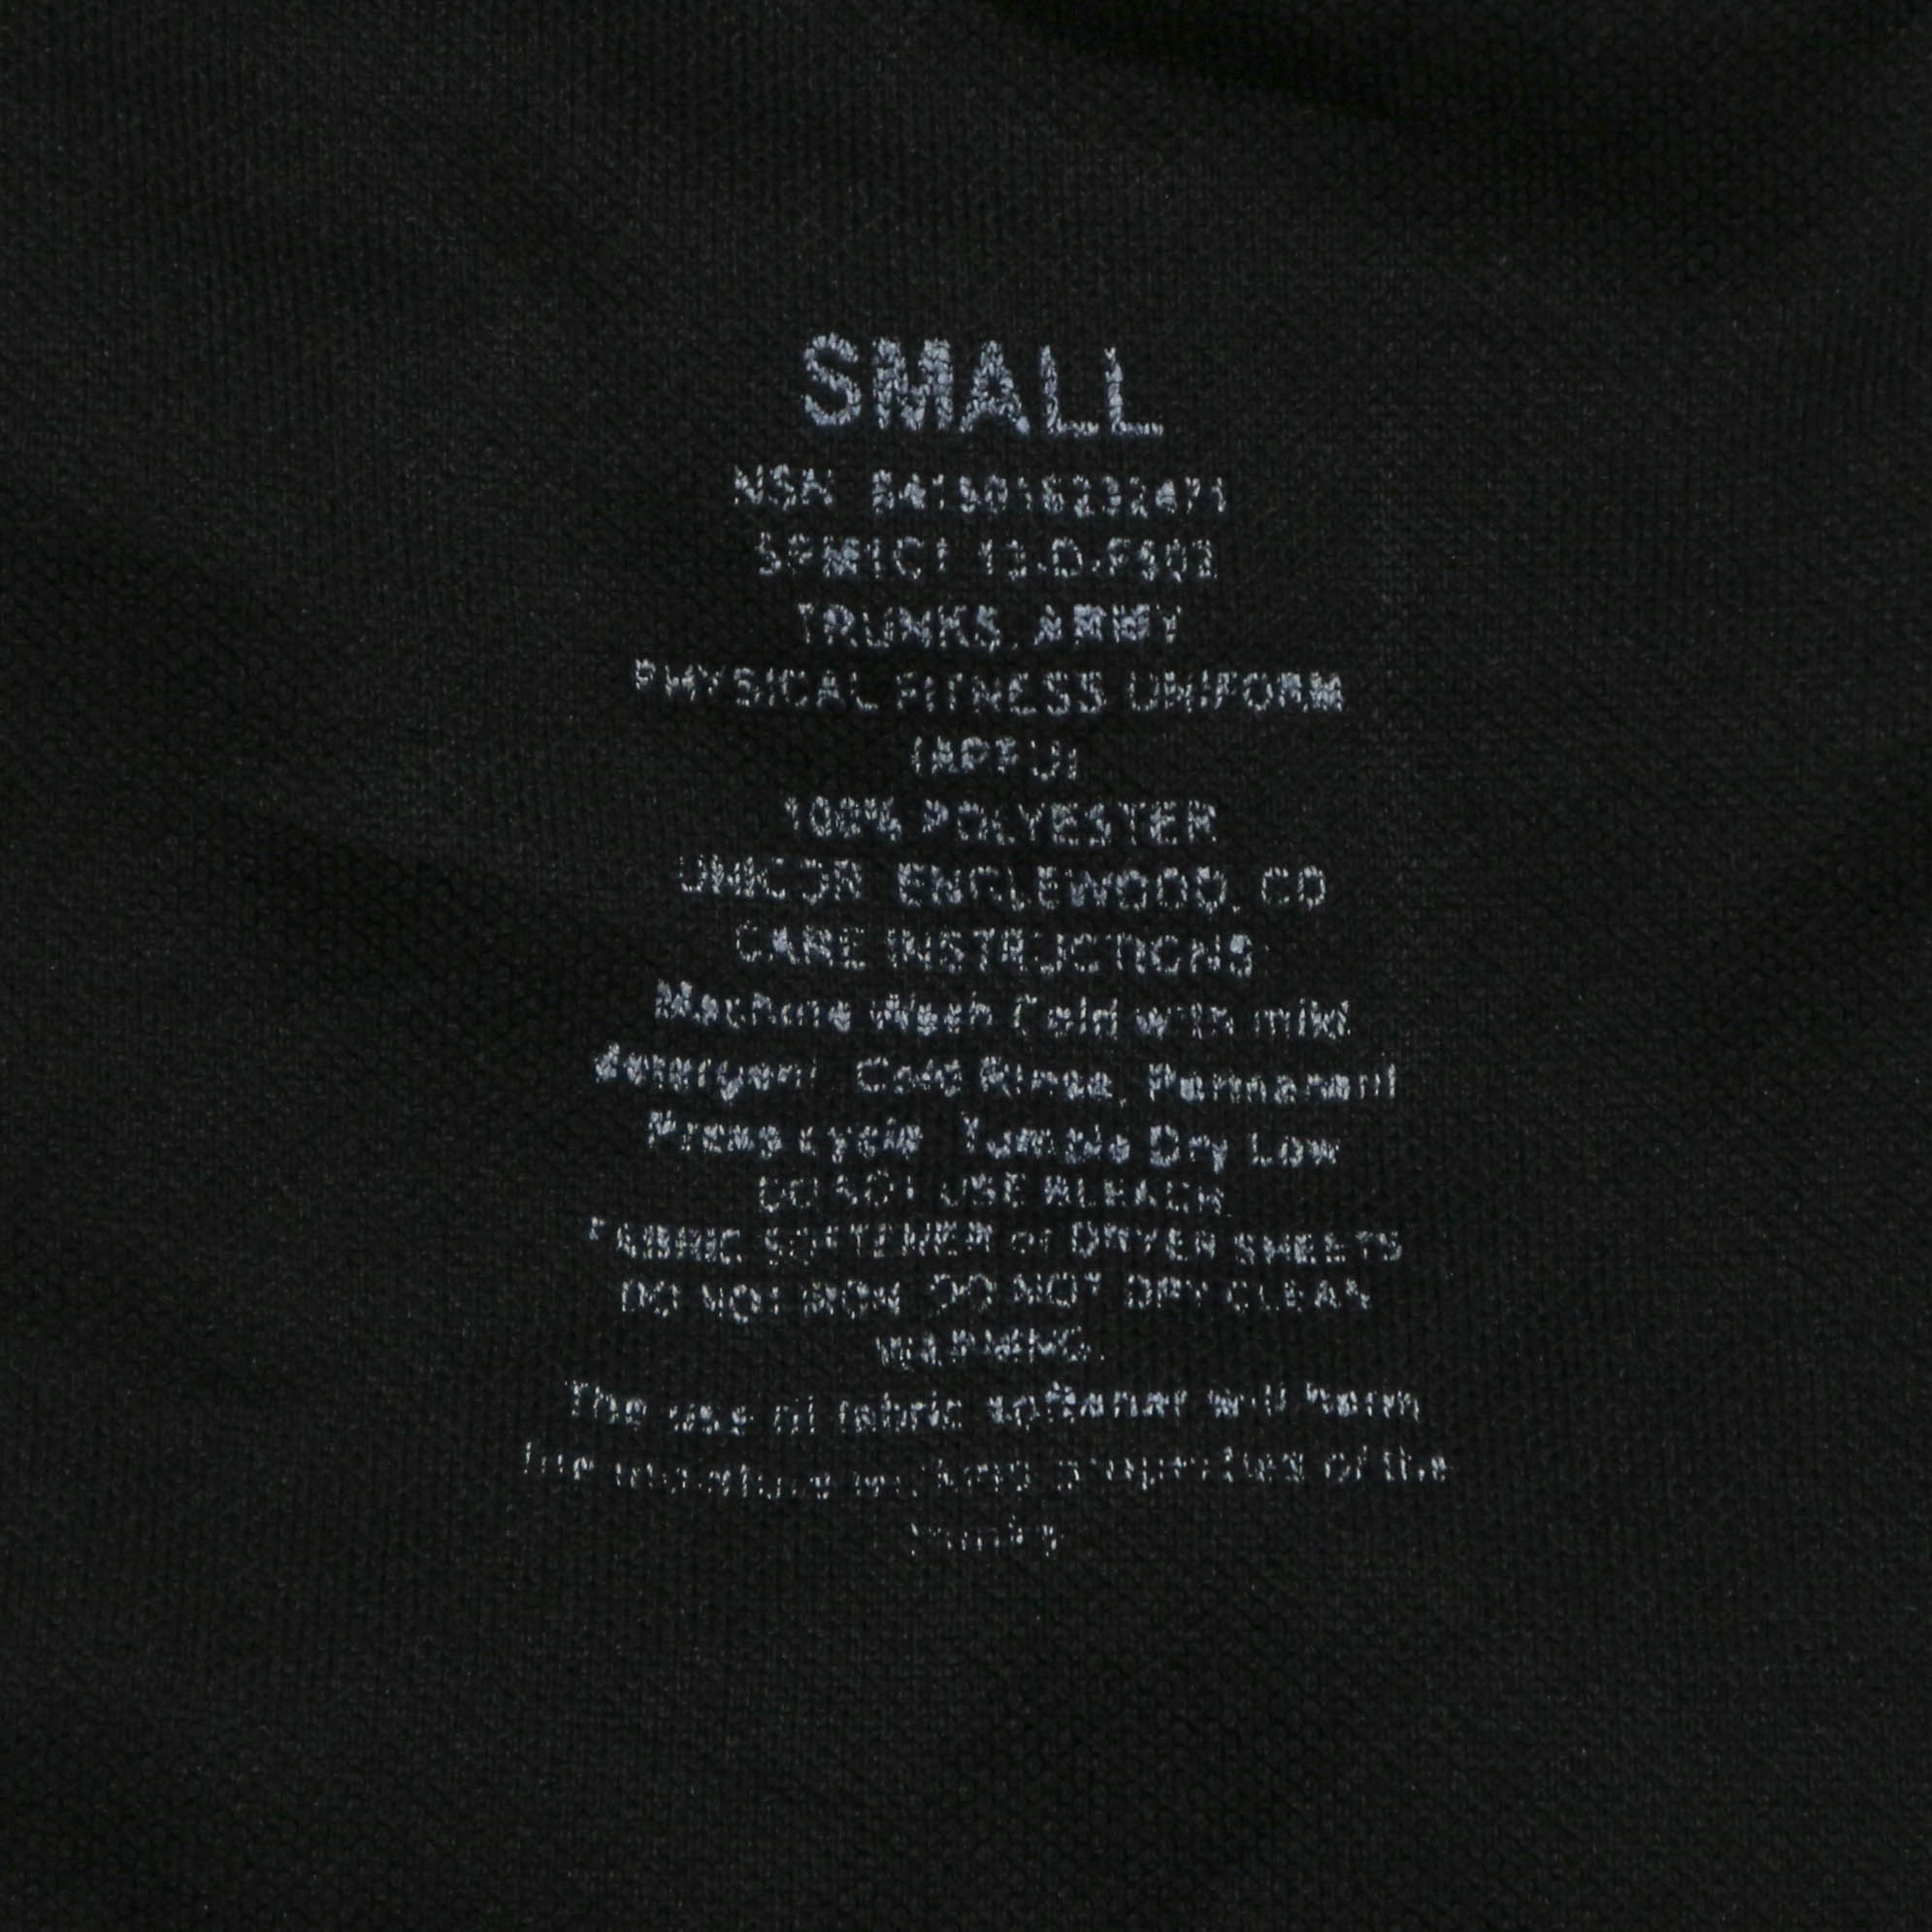 SMALL
NSN 8415016232471
TRUNKS, ARMY
PHYSICAL FITNESS UNIFORM
(APFU)
100% POLYESTER
UNICOR, ENGLEWOOD, CO
CARE INSTRUCTIONS
Machine Wash Cold with mild
detergent. Cold Rinse, Permanent
Press cycle. Tumble Dry Low
DO NOT USE BLEACH
FABRIC SOFTENER or DRYER SHEETS
DO NOT IRON. DO NOT DRY CLEAN
WARNING:
The use of fabric softener will harm
the moisture wicking properties of the